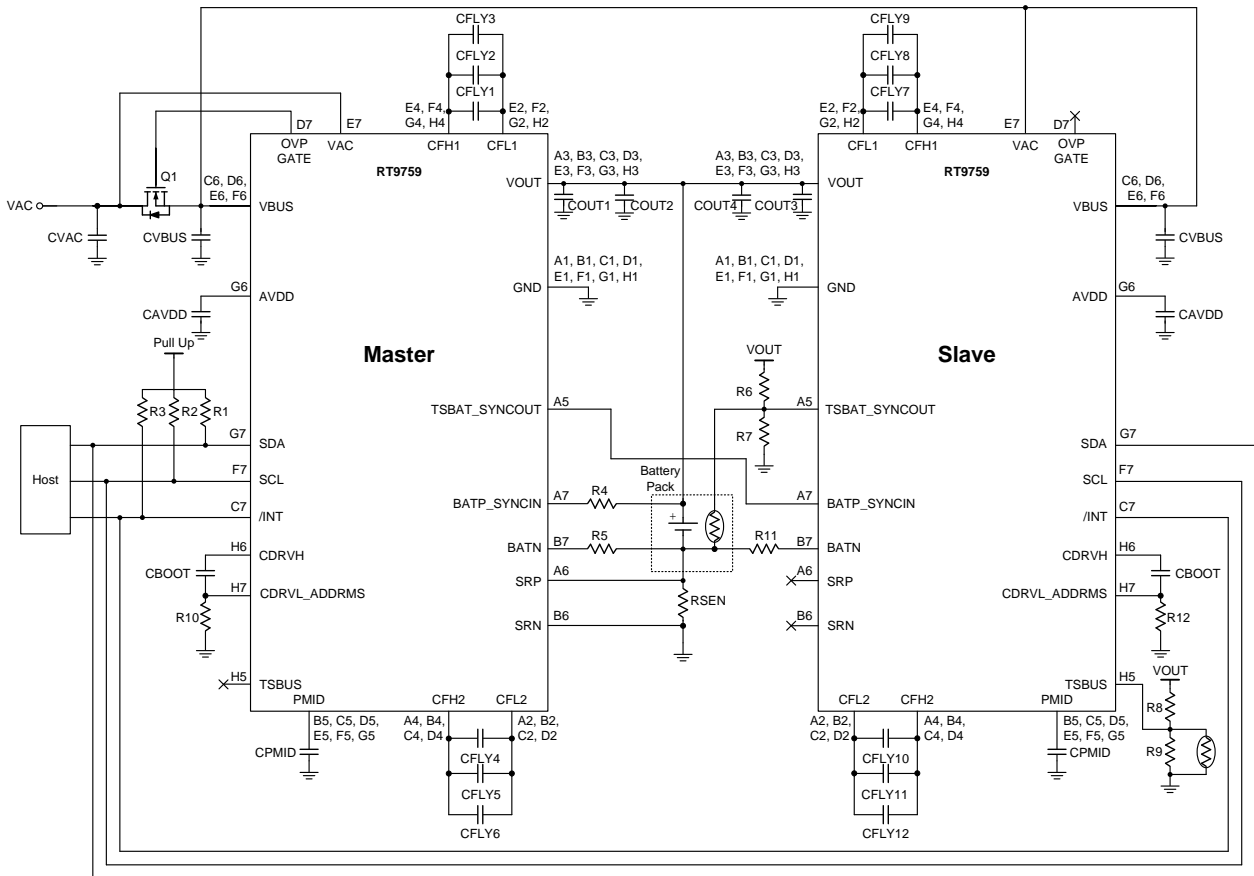 CFLY3
CFLY2
CFLY1
CFLY9
CFLY8
CFLY7
E4, F4,
G4, H4
E2, F2,
G2, H2
E2, F2,
G2, H2
E4, F4,
G4, H4
D7
E7
E7
D7
OVP
GATE
VAC
CFH1
CFL1
CFL1
CFH1
VAC
OVP
GATE
RT9759
RT9759
Q1
VAC
CVAC
CVBUS
C6, D6,
E6, F6
VBUS
A3, B3, C3, D3,
E3, F3, G3, H3
VOUT
COUT1
COUT2
A3, B3, C3, D3,
E3, F3, G3, H3
VOUT
COUT4
COUT3
C6, D6,
E6, F6
VBUS
CVBUS
A1, B1, C1, D1,
E1, F1, G1, H1
GND
A1, B1, C1, D1,
E1, F1, G1, H1
GND
G6
AVDD
CAVDD
G6
AVDD
CAVDD
Pull Up
Master
Slave
VOUT
R6
R7
R3
R2
R1
TSBAT_SYNCOUT
A5
A5
TSBAT_SYNCOUT
Host
G7
SDA
F7
SCL
C7
/INT
SDA
G7
SCL
F7
/INT
C7
Battery
Pack
+
BATP_SYNCIN
A7
R4
A7
BATP_SYNCIN
BATN
B7
R5
R11
B7
BATN
SRP
A6
A6
SRP
RSEN
SRN
B6
B6
SRN
H6
CDRVH
CBOOT
H7
CDRVL_ADDRMS
R10
CDRVH
H6
CBOOT
CDRVL_ADDRMS
H7
R12
H5
TSBUS
TSBUS
H5
VOUT
R8
R9
PMID
B5, C5, D5,
E5, F5, G5
CPMID
CFH2
CFL2
A4, B4,
C4, D4
A2, B2,
C2, D2
CFLY4
CFLY5
CFLY6
CFL2
CFH2
A2, B2,
C2, D2
A4, B4,
C4, D4
CFLY10
CFLY11
CFLY12
PMID
B5, C5, D5,
E5, F5, G5
CPMID